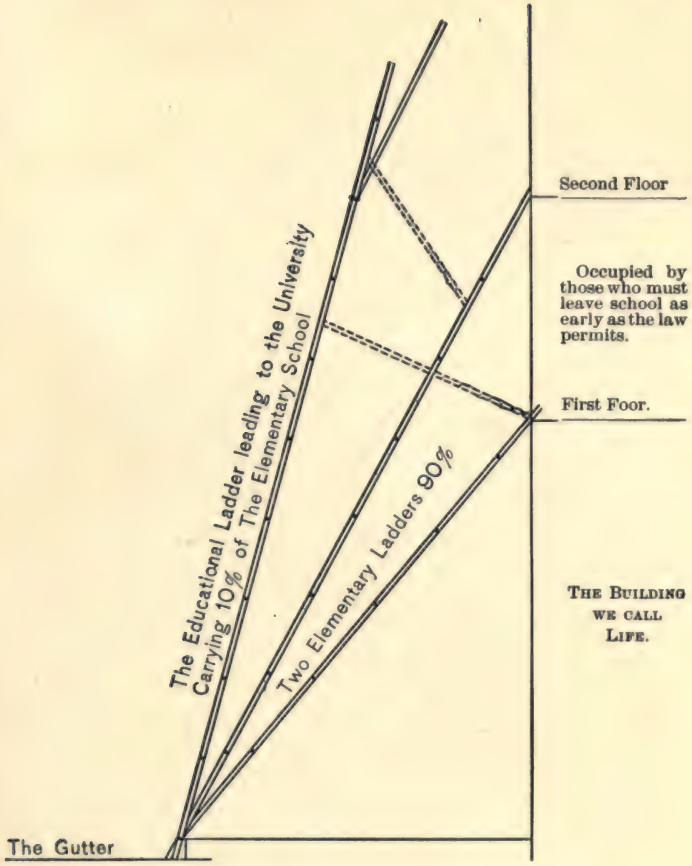 Second Floor
Occupied by
those who must
leave school as
early as the law
permits.
First Foor.
The Educational Ladder leading to the University
Carrying 10% of The Elementary School
Two Elementary Ladders 90%
THE BUILDING
WE CALL
LIFE.
The Gutter